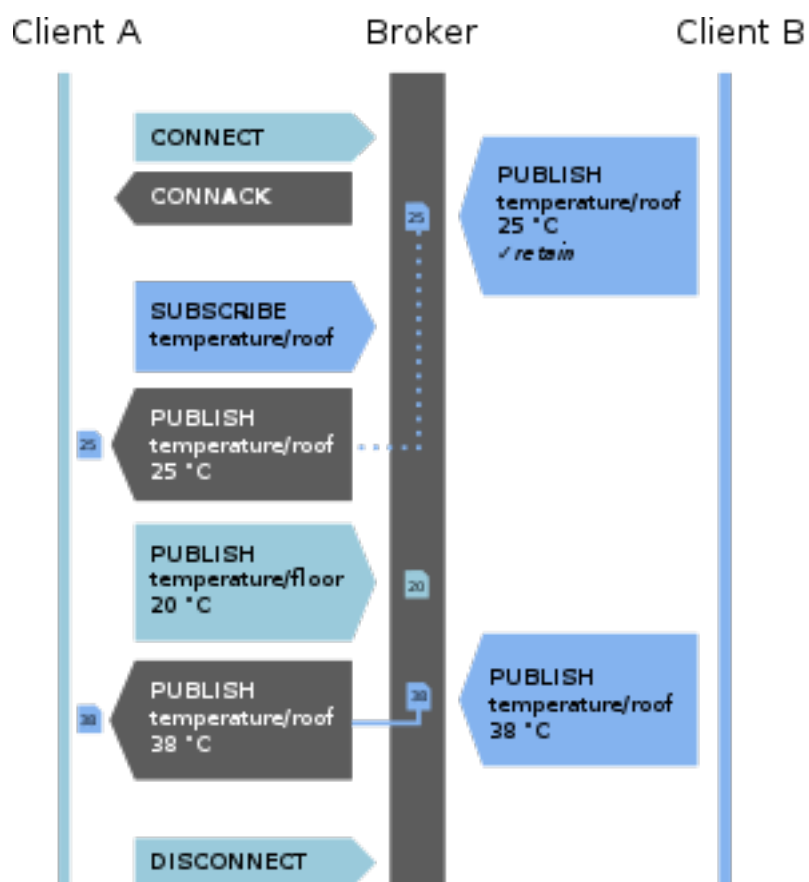 Client A
Broker
Client B
CONNECT
CONNACK
PUBLISH
temperature/roof
25 °C
✓retain
25
SUBSCRIBE
temperature/roof
PUBLISH
temperature/roof
25 °C
25
PUBLISH
temperature/floor
20 °C
20
PUBLISH
temperature/roof
38 °C
38
PUBLISH
temperature/roof
38 °C
38
DISCONNECT